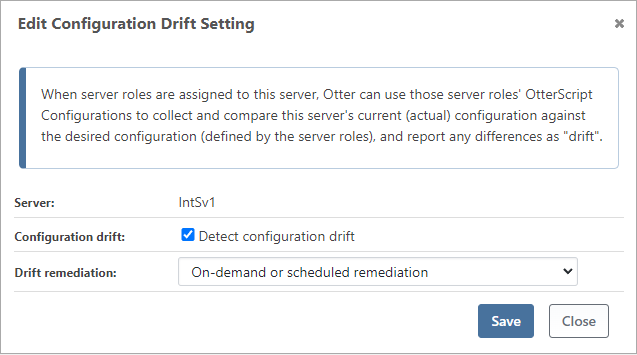 Edit Configuration Drift Setting
When server roles are assigned to this server, Otter can use those server roles' OtterScript
Configurations to collect and compare this server's current (actual) configuration against
the desired configuration (defined by the server roles), and report any differences as "drift".
Server: IntSv1
Configuration drift: Detect configuration drift
Drift remediation: On-demand or scheduled remediation
Save Close